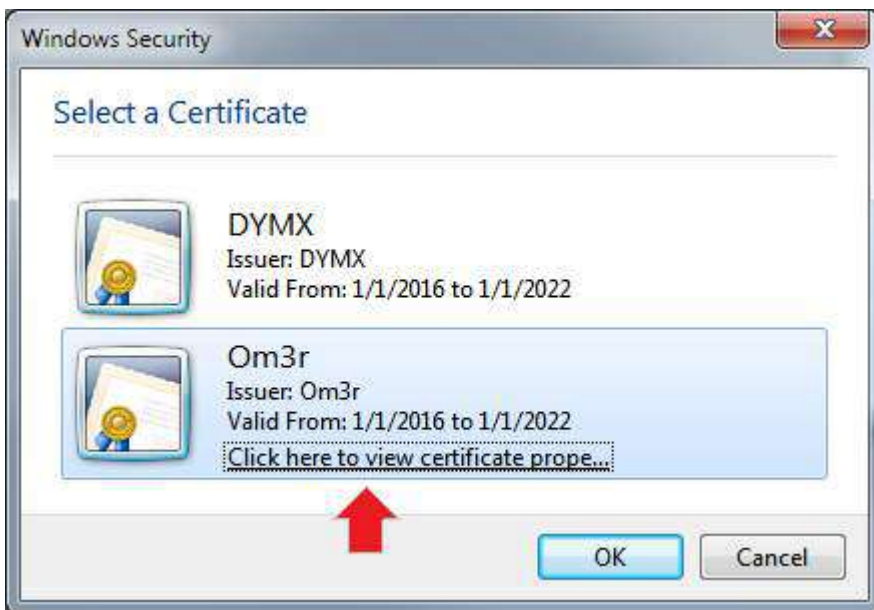 Windows Security
Select a Certificate
DYMX
Issuer: DYMX
Valid From: 1/1/2016 to 1/1/2022
Om3r
Issuer: Om3r
Valid From: 1/1/2016 to 1/1/2022
Click here to view certificate prope...
OK
Cancel